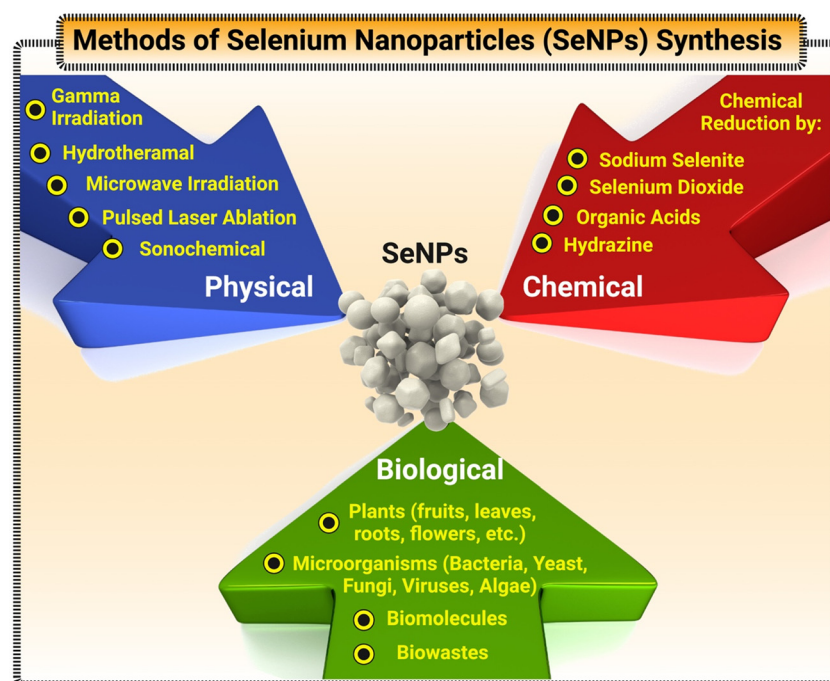 Methods of Selenium Nanoparticles (SeNPs) Synthesis
Gamma
Irradiation
Hydrotheramal
Microwave Irradiation
Pulsed Laser Ablation
Sonochemical
Physical
Chemical
Reduction by:
Sodium Selenite
Selenium Dioxide
Organic Acids
Hydrazine
Chemical
SeNPs
Biological
Plants (fruits, leaves,
roots, flowers, etc.)
Microorganisms (Bacteria, Yeast,
Fungi, Viruses, Algae)
Biomolecules
Biowastes